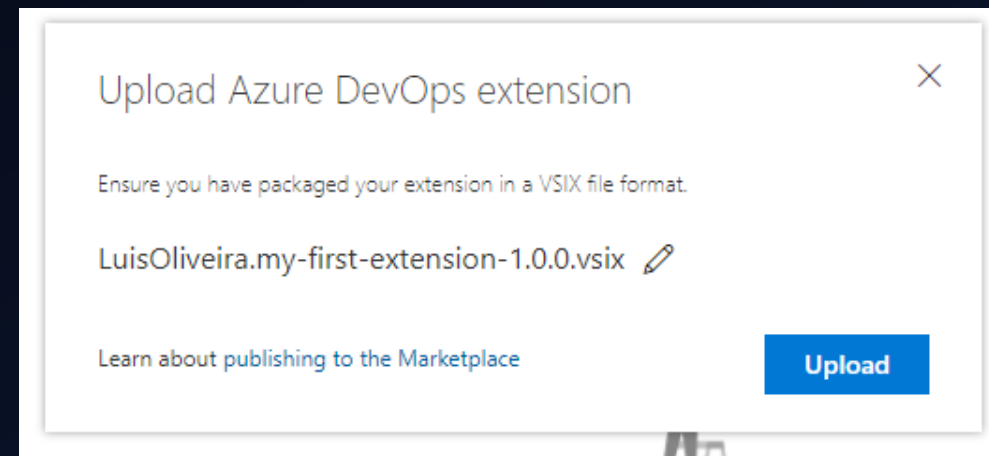 Upload Azure DevOps extension
Ensure you have packaged your extension in a VSIX file format.
LuisOliveira.my-first-extension-1.0.0.vsix
Learn about publishing to the Marketplace
Upload